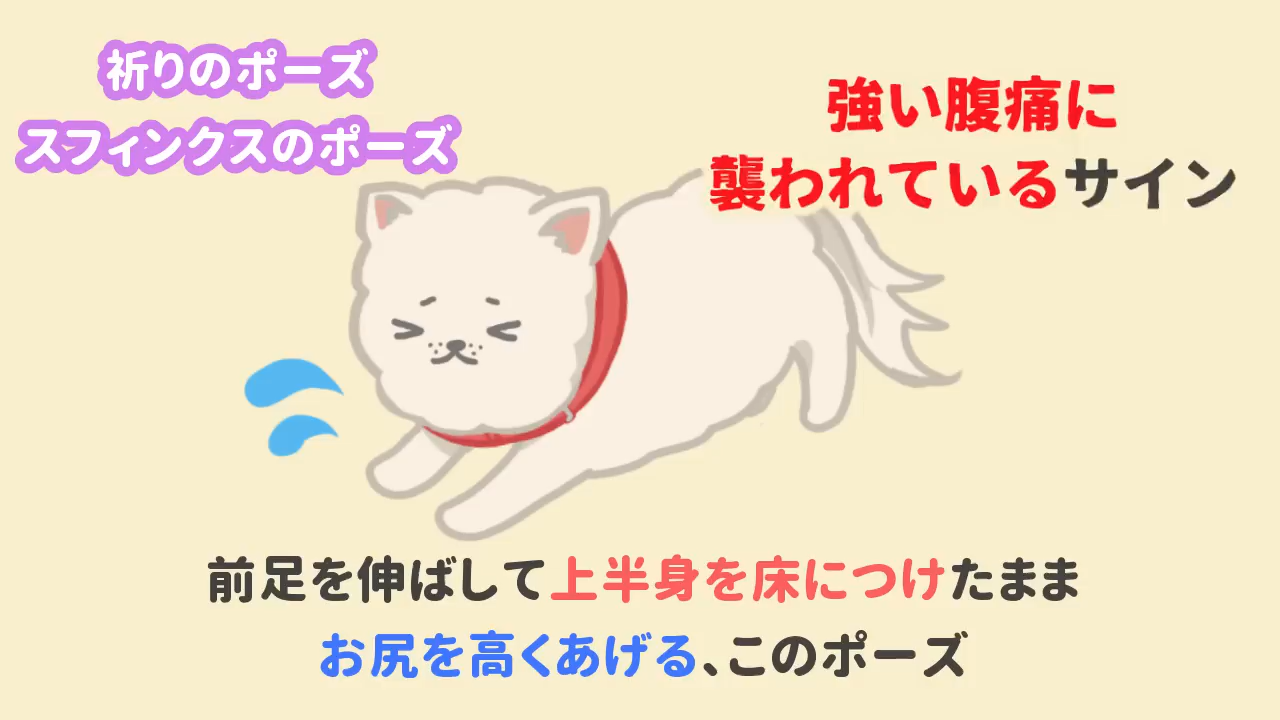 祈りのポーズ
スフィンクスのポーズ
強い腹痛に
襲われているサイン
前足を伸ばして上半身を床につけたまま
お尻を高くあげる、このポーズ